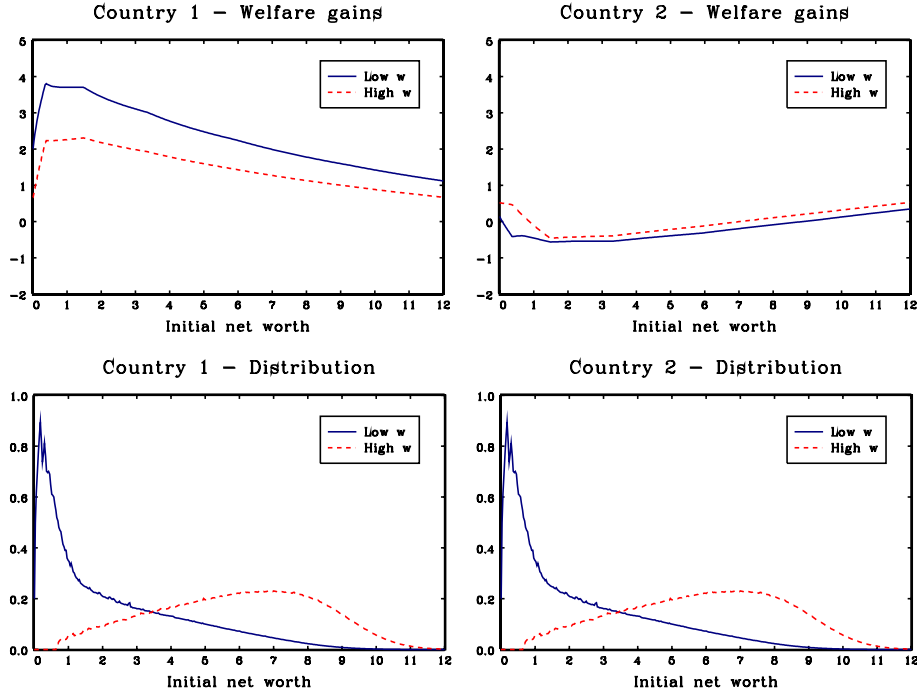 Country 1 — Welfare gains
5
4
3
2
1
0
−1
−2
Low w
High w
0 1 2 3 4 5 6 7 8 9 10 11 12
Initial net worth
Country 2 — Welfare gains
5
4
3
2
1
0
−1
−2
Low w
High w
0 1 2 3 4 5 6 7 8 9 10 11 12
Initial net worth
Country 1 — Distribution
1.0
0.8
0.6
0.4
0.2
0.0
Low w
High w
0 1 2 3 4 5 6 7 8 9 10 11 12
Initial net worth
Country 2 — Distribution
1.0
0.8
0.6
0.4
0.2
0.0
Low w
High w
0 1 2 3 4 5 6 7 8 9 10 11 12
Initial net worth